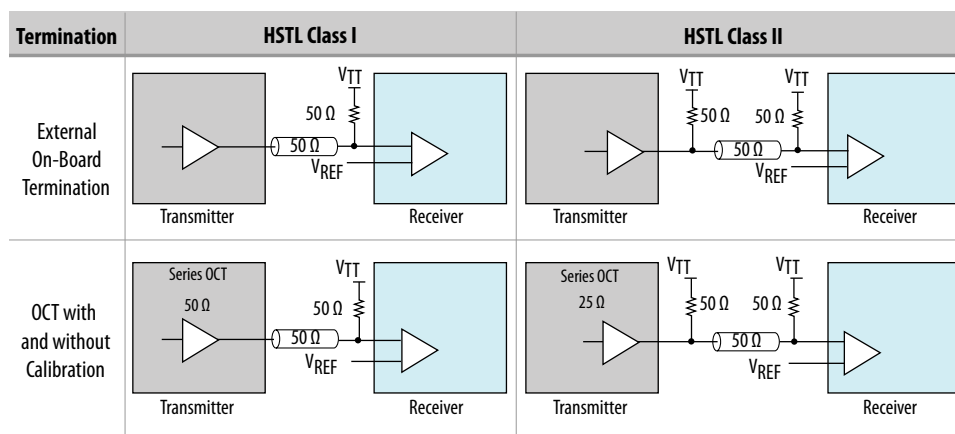 Termination HSTL Class I HSTL Class II
External
On-Board
Termination
VTT
50 Ω
50 Ω
VREF
Transmitter Receiver
VTT VTT
50 Ω 50 Ω
50 Ω
VREF
Transmitter Receiver
OCT with
and without
Calibration
Series OCT
50 Ω
VTT
50 Ω
50 Ω
VREF
Transmitter Receiver
Series OCT
25 Ω
VTT VTT
50 Ω 50 Ω
50 Ω
VREF
Transmitter Receiver